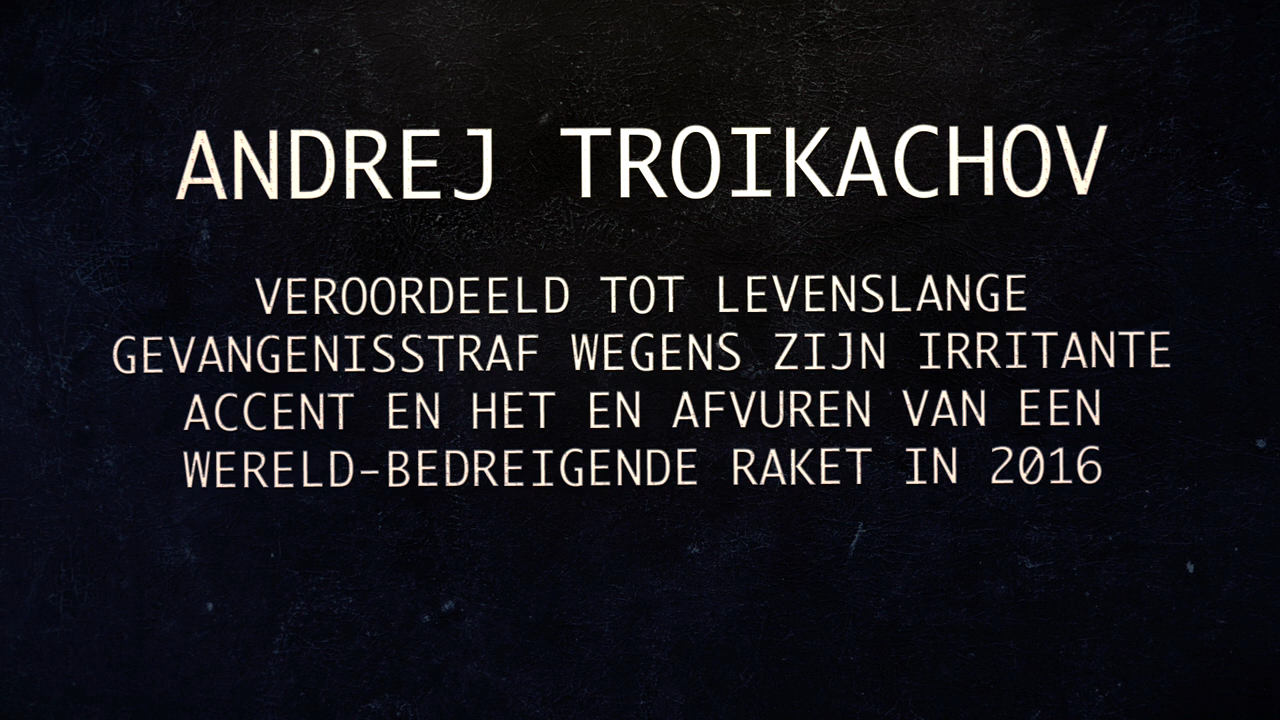 ANDREJ TROIKACHOV
VEROORDEELD TOT LEVENSLANGE
GEVANGENISSTRAF WEGENS ZIJN IRRITANTE
ACCENT EN HET EN AFVUREN VAN EEN
WERELD-BEDREIGENDE RAKET IN 2016